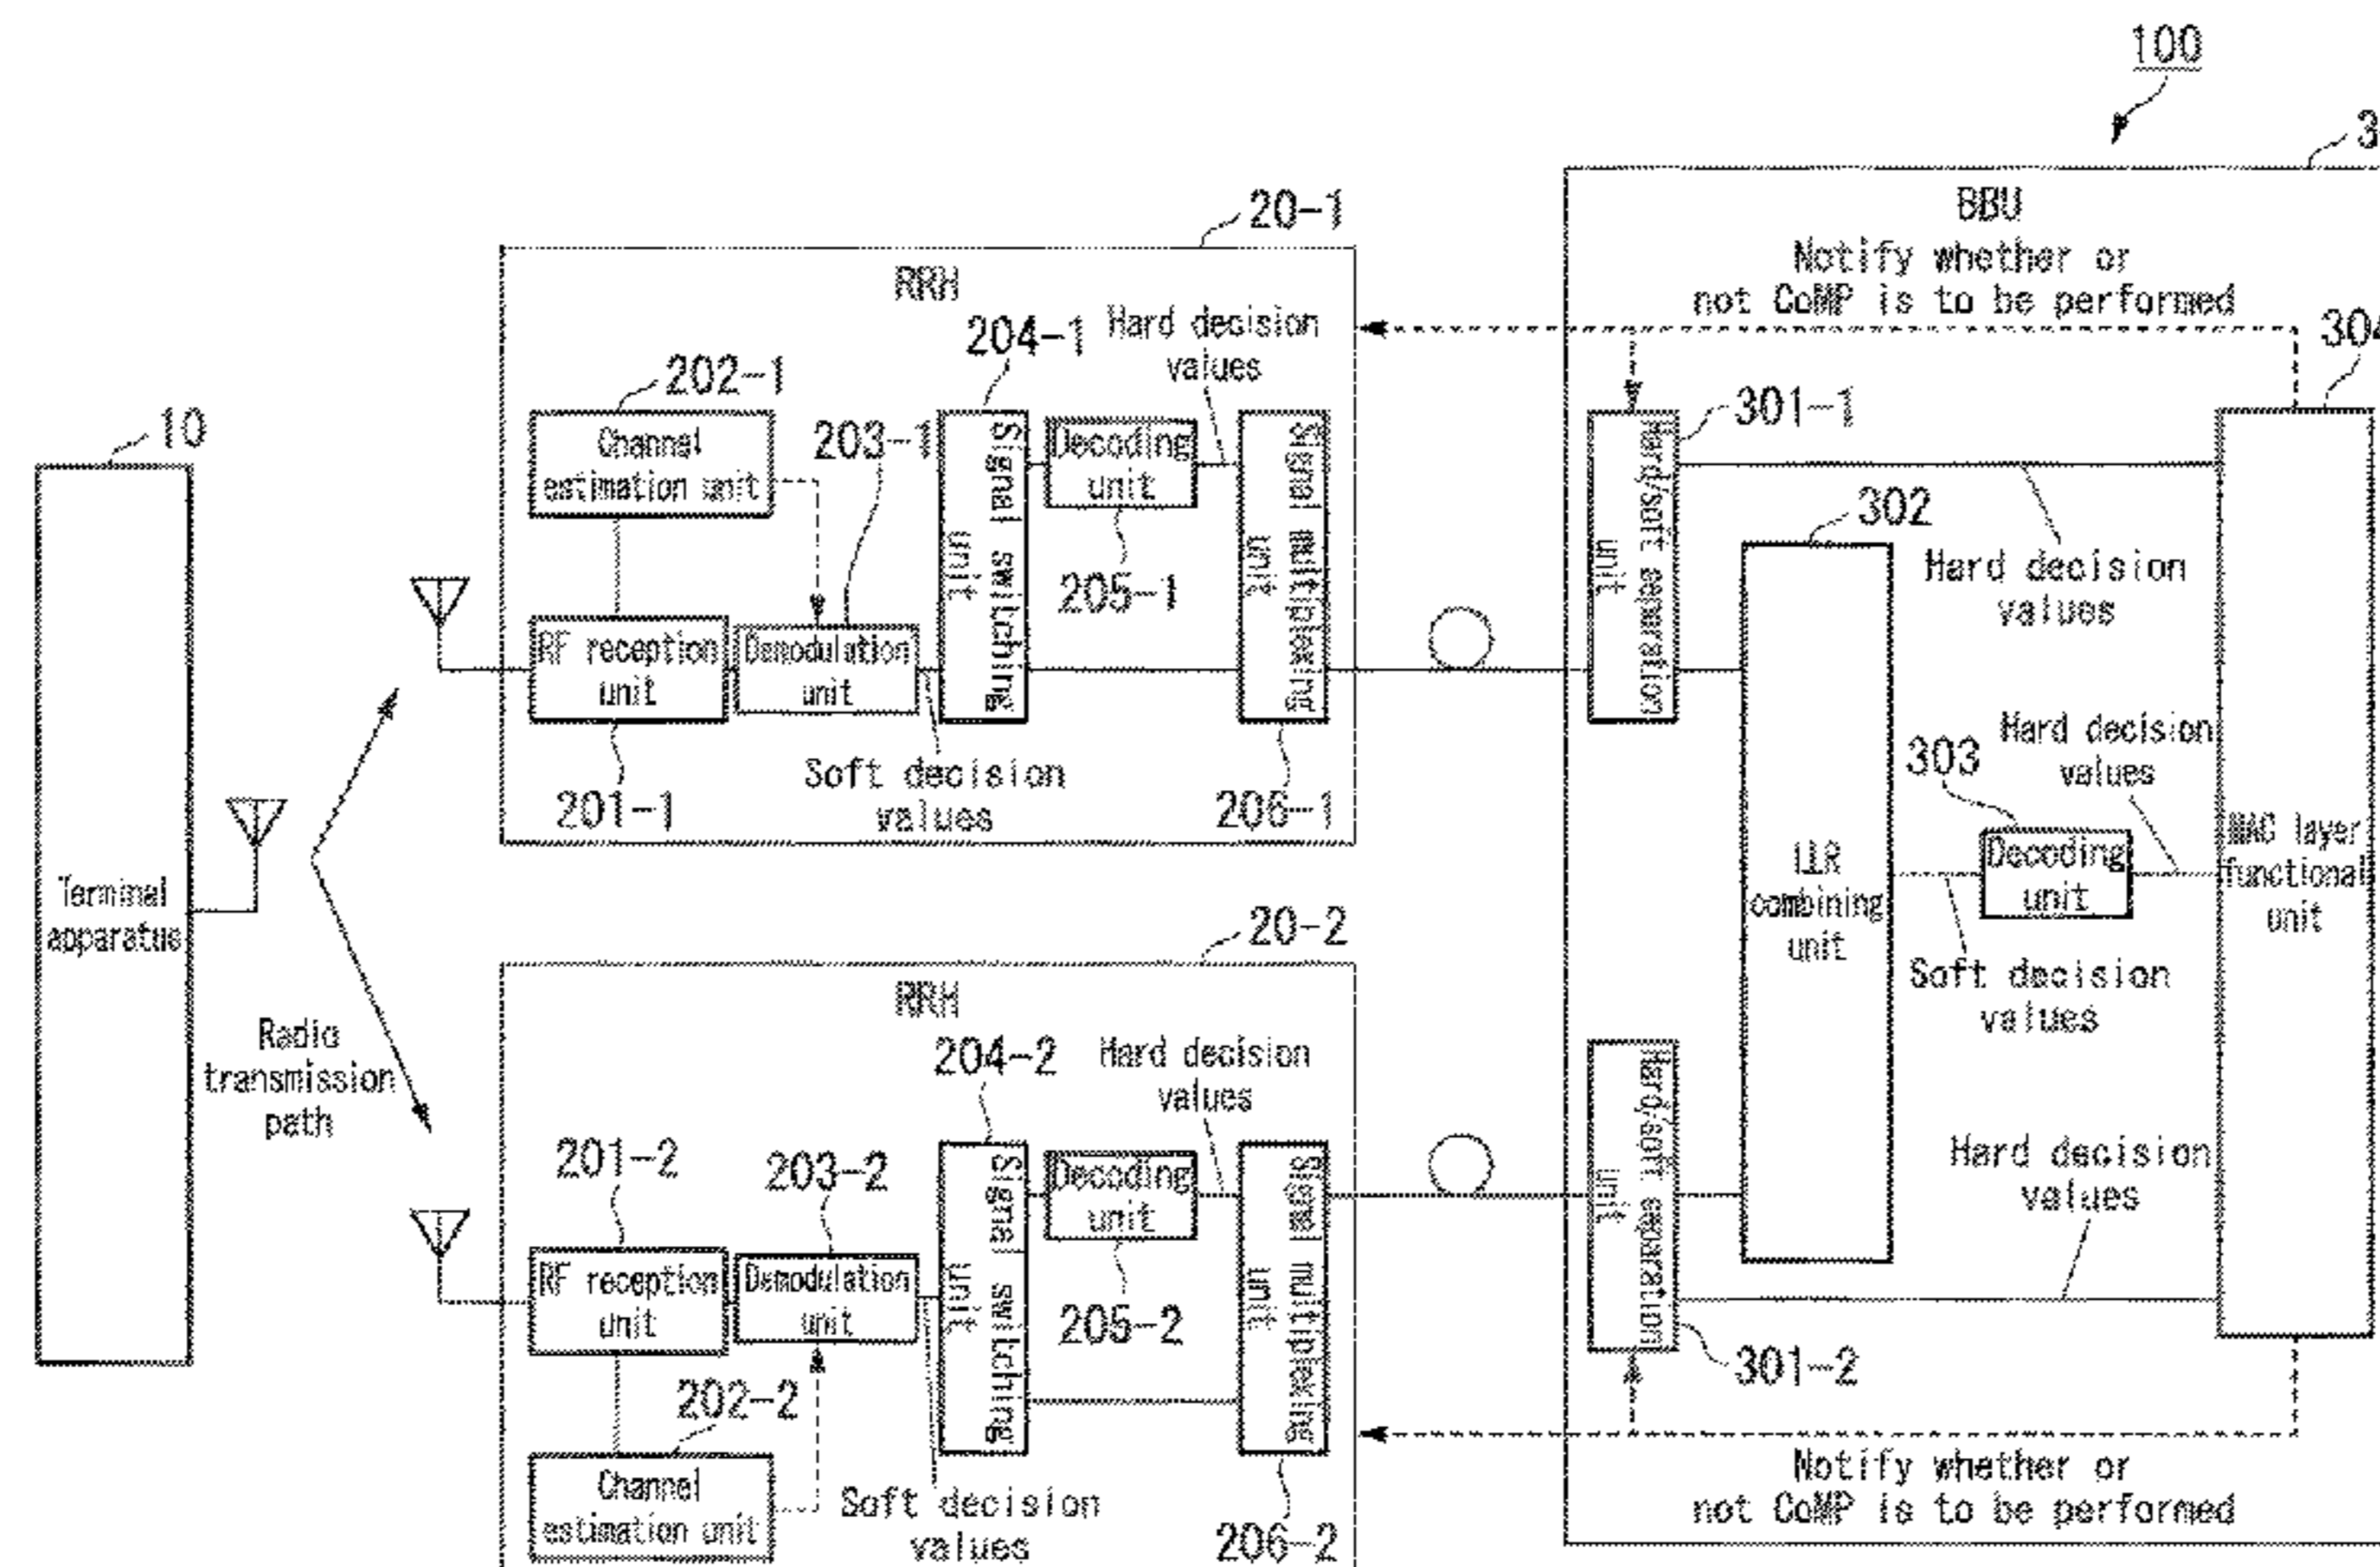 100
3
BBU
Notify whether or
not CoMP is to be performed
304
20-1
RRH
204-1
Hard decision
values
202-1
Channel
estimation unit
203-1
Signal switching
unit
Decoding
unit
205-1
Signal multiplexing
unit
RF reception
unit
Demodulation
unit
201-1
Soft decision
values
206-1
10
Terminal
apparatus
Radio
transmission
path
301-1
Hard/soft separation
unit
302
Hard decision
values
LLR
combining
unit
303
Decoding
unit
Hard decision
values
Soft decision
values
MAC layer
functional
unit
20-2
RRH
204-2
Hard decision
values
201-2
RF reception
unit
203-2
Demodulation
unit
Signal switching
unit
Decoding
unit
205-2
Signal multiplexing
unit
202-2
Channel
estimation unit
Soft decision
values
206-2
Hard/soft separation
unit
301-2
Hard decision
values
Notify whether or
not CoMP is to be performed